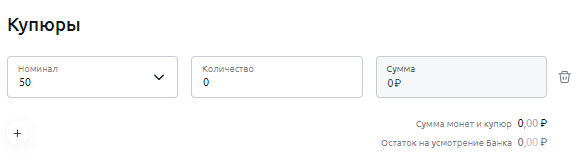 Купюры
Номинал Количество Сумма
50 0 0 ₽
Сумма монет и купюр 0,00 ₽
+
Остаток на усмотрение Банка 0,00 ₽